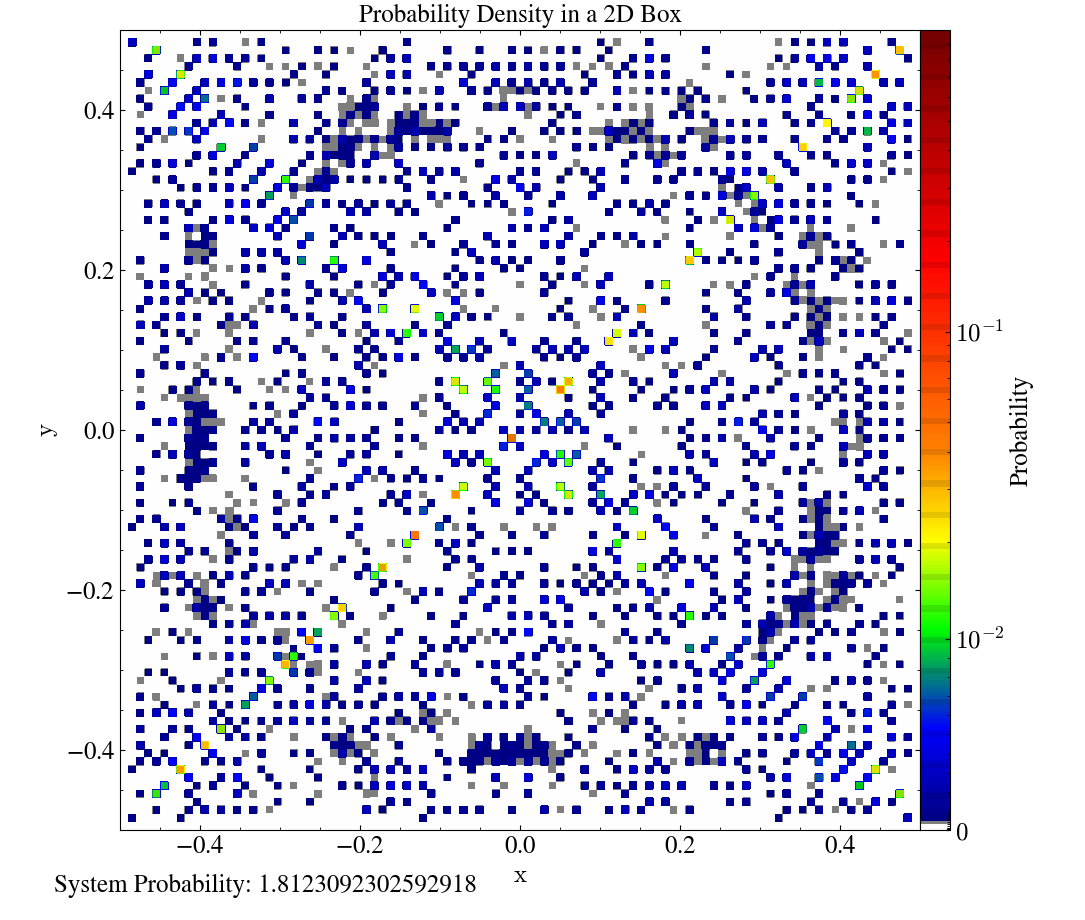 Probability Density in a 2D Box
0.4
0.2
0.0
−0.2
−0.4
y
−0.4 −0.2 0.0 0.2 0.4
x
10−1
10−2
0
Probability
System Probability: 1.8123092302592918